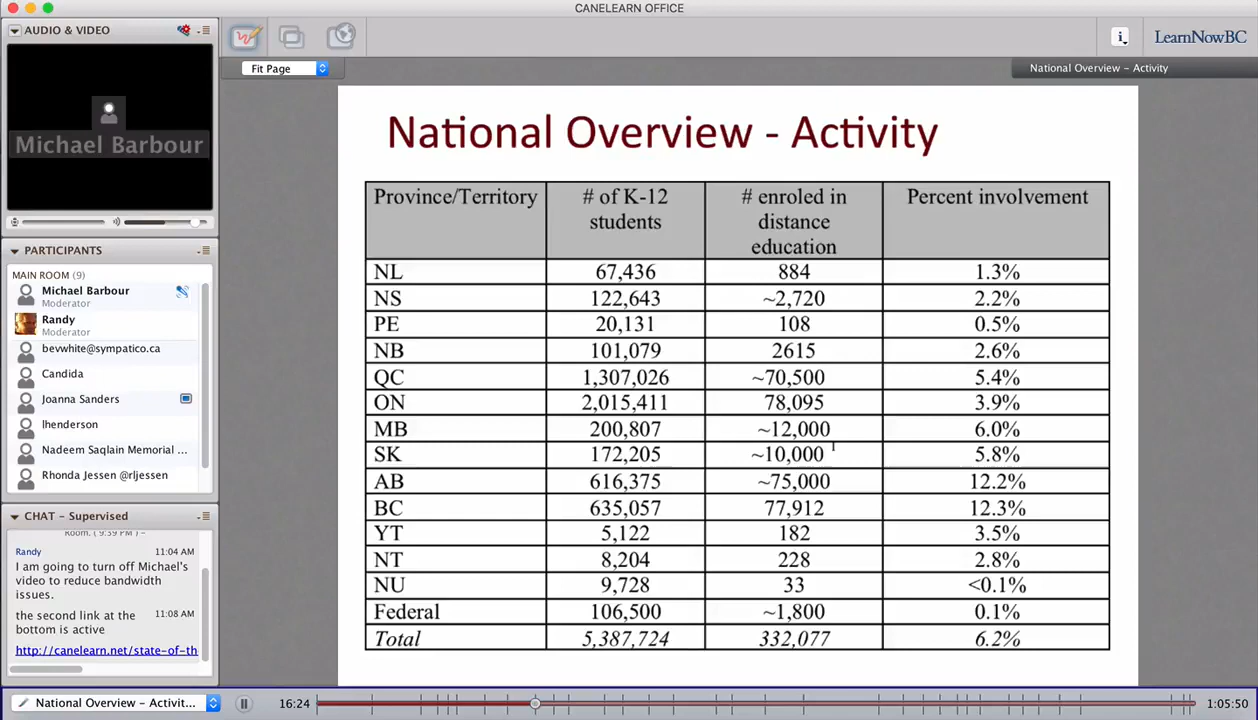 CANELEARN OFFICE
AUDIO & VIDEO
Michael Barbour
PARTICIPANTS
MAIN ROOM (9)
Michael Barbour
Moderator
Randy
Moderator
bevwhite@sympatico.ca
Candida
Joanna Sanders
lhenderson
Nadeem Saqlain Memorial ...
Rhonda Jessen @rljessen
CHAT - Supervised
Room. ( 9:39 PM ) -
Randy 11:04 AM
I am going to turn off Michael's
video to reduce bandwidth
issues.
the second link at the 11:08 AM
bottom is active
http://canelearn.net/state-of-th
Fit Page
i
LearnNowBC
National Overview - Activity
National Overview - Activity
Province/Territory # of K-12 students # enroled in distance education Percent involvement
NL 67,436 884 1.3%
NS 122,643 ~2,720 2.2%
PE 20,131 108 0.5%
NB 101,079 2615 2.6%
QC 1,307,026 ~70,500 5.4%
ON 2,015,411 78,095 3.9%
MB 200,807 ~12,000 6.0%
SK 172,205 ~10,000 5.8%
AB 616,375 ~75,000 12.2%
BC 635,057 77,912 12.3%
YT 5,122 182 3.5%
NT 8,204 228 2.8%
NU 9,728 33 <0.1%
Federal 106,500 ~1,800 0.1%
Total 5,387,724 332,077 6.2%
National Overview - Activit... 16:24 1:05:50